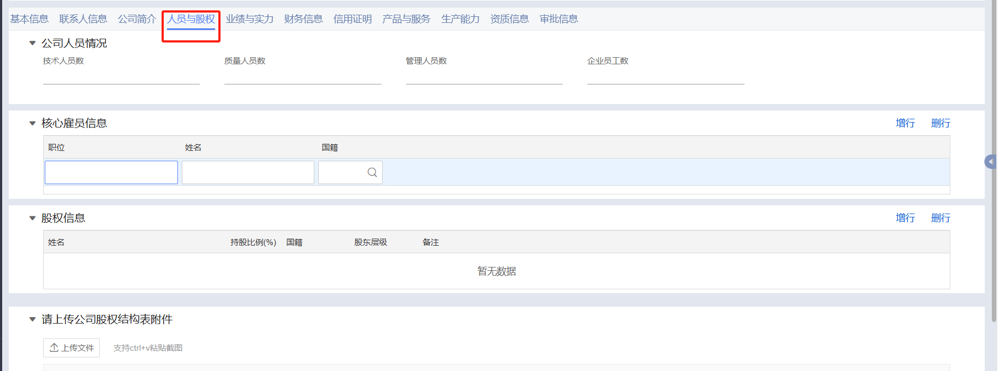 基本信息 联系人信息 公司简介 人员与股权 业绩与实力 财务信息 信用证明 产品与服务 生产能力 资质信息 审批信息
公司人员情况
技术人员数 质量人员数 管理人员数 企业员工数
核心雇员信息 增行 删行
职位 姓名 国籍
股权信息 增行 删行
姓名 持股比例(%) 国籍 股东层级 备注
暂无数据
请上传公司股权结构表附件
上传文件 支持ctrl+v粘贴截图